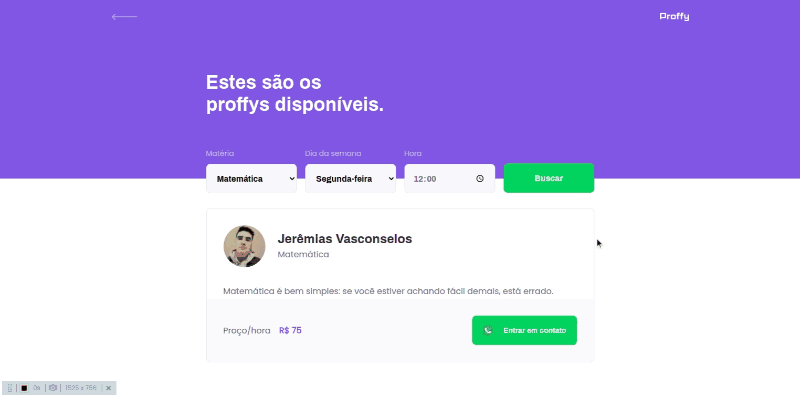 Proffy
Estes são os
proffys disponíveis.
Matéria
Dia da semana
Hora
Matemática
Segunda-feira
12:00
Buscar
Jerêmias Vasconselos
Matemática
Matemática é bem simples: se você estiver achando fácil demais, está errado.
Praço/hora R$ 75
Entrar em contato
0s
1525 x 756